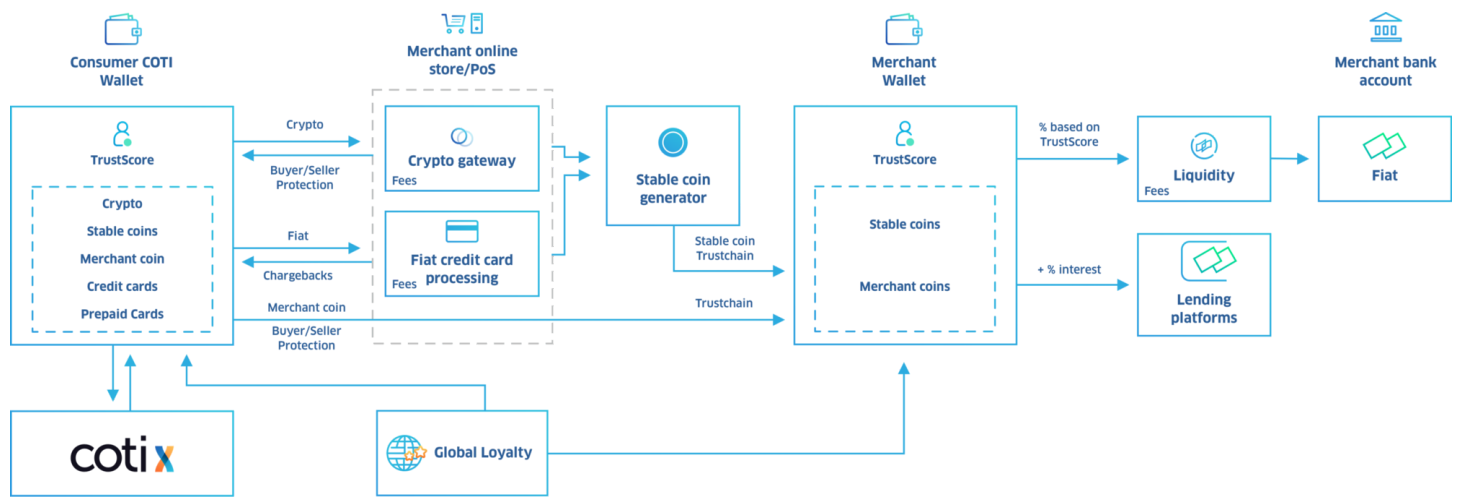 Consumer COTI
Wallet
Merchant online
store/PoS
Merchant
Wallet
Merchant bank
account
TrustScore
Crypto
Stable coins
Merchant coin
Credit cards
Prepaid Cards
Crypto
Buyer/Seller
Protection
Fiat
Chargebacks
Merchant coin
Buyer/Seller
Protection
Crypto gateway
Fees
Fiat credit card
processing
Fees
Stable coin
generator
Stable coin
Trustchain
Trustchain
TrustScore
Stable coins
Merchant coins
% based on
TrustScore
+ % interest
Liquidity
Fees
Fiat
Lending
platforms
coti x
Global Loyalty